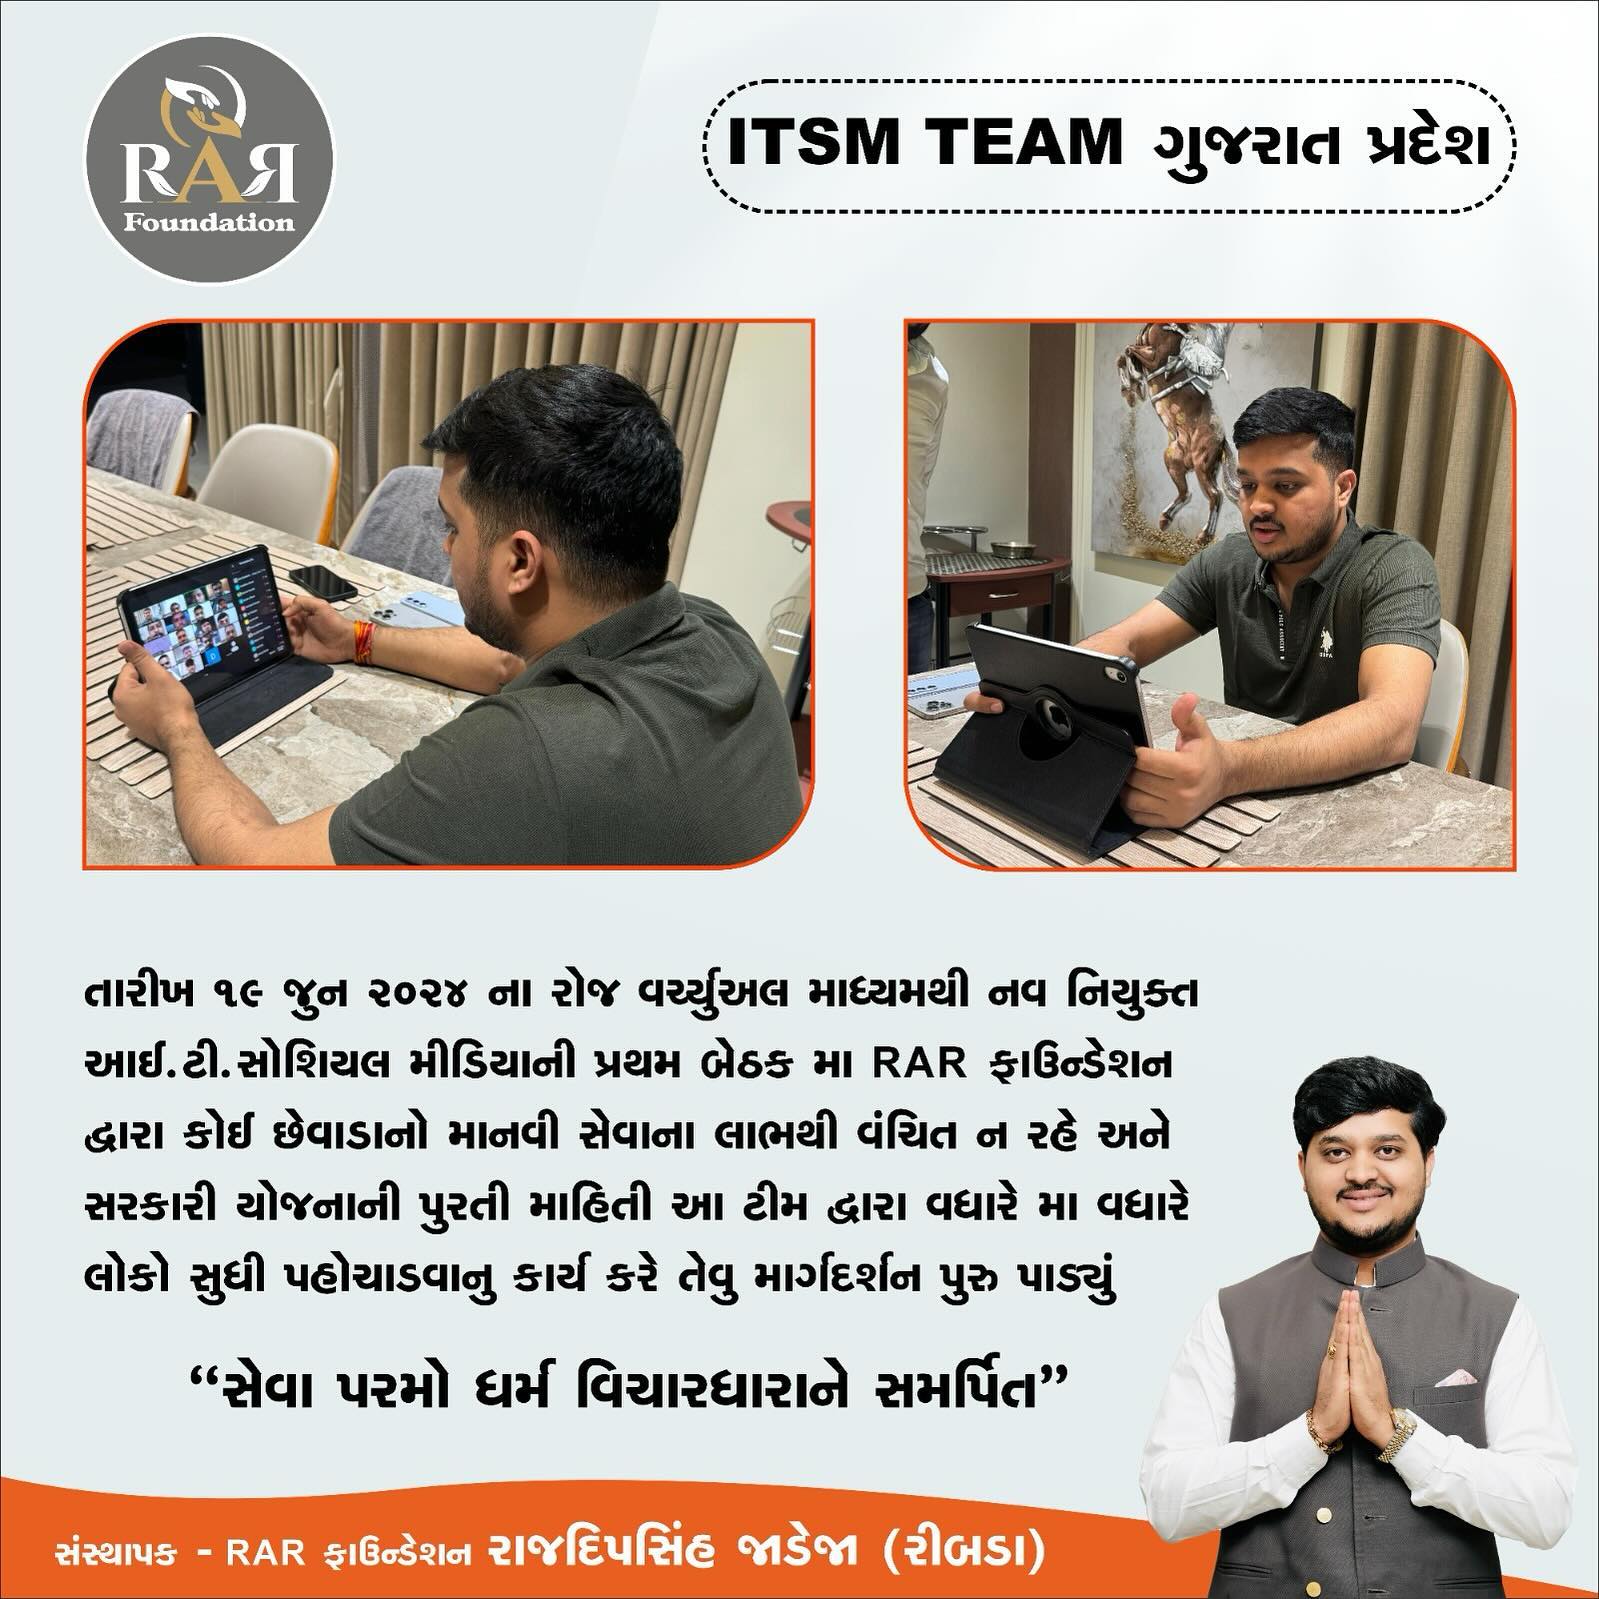 RAR
Foundation
ITSM TEAM ગુજરાત પ્રદેશ
તારીખ ૧૯ જુન ૨૦૨૪ ના રોજ વર્ચ્યુઅલ માધ્યમથી નવ નિયુક્ત
આઈ.ટી.સોશિયલ મીડિયાની પ્રથમ બેઠક મા RAR ફાઉન્ડેશન
દ્વારા કોઈ છેવાડાનો માનવી સેવાના લાભથી વંચિત ન રહે અને
સરકારી યોજનાની પુરતી માહિતી આ ટીમ દ્વારા વધારે મા વધારે
લોકો સુધી પહોચાડવાનુ કાર્ય કરે તેવુ માર્ગદર્શન પુરુ પાડ્યું
“સેવા પરમો ધર્મ વિચારધારાને સમર્પિત”
સંસ્થાપક - RAR ફાઉન્ડેશન રાજદિપસિંહ જાડેજા (રીબડા)